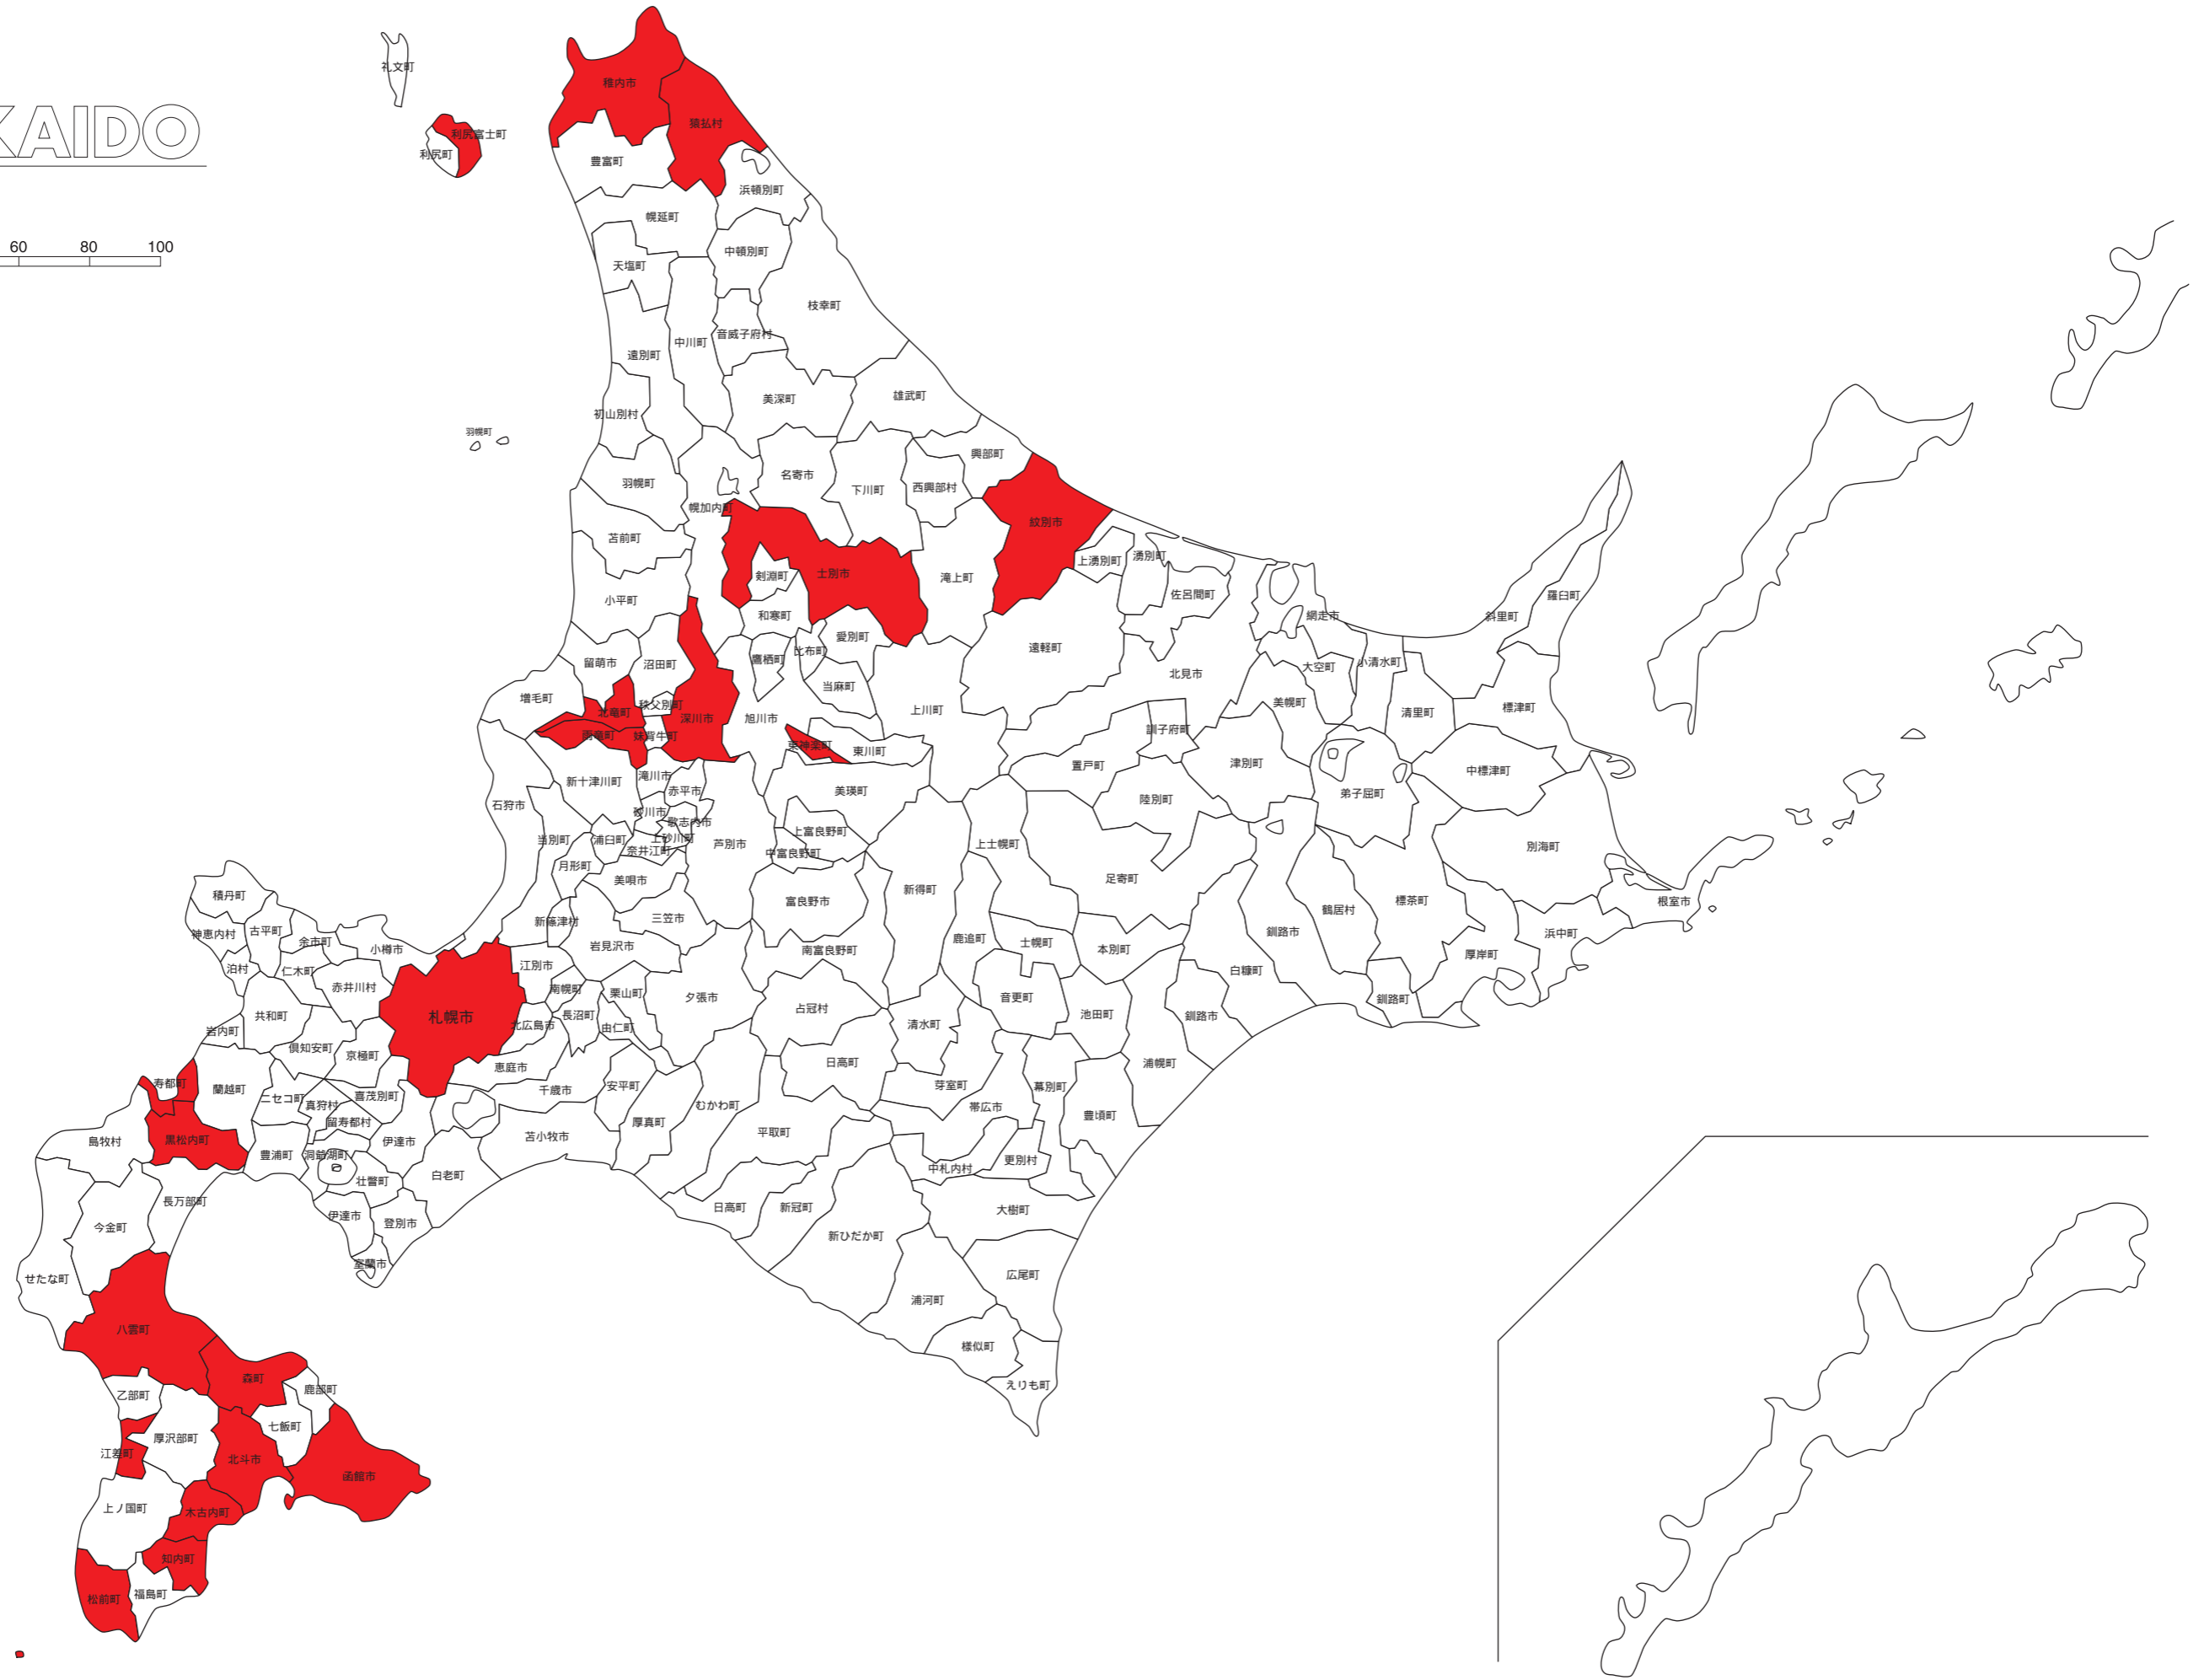 KAIDO
60 80 100
礼文町
利尻富士町
利尻町
稚内市
猿払村
豊富町
浜頓別町
幌延町
中頓別町
天塩町
枝幸町
音威子府村
中川町
遠別町
美深町
雄武町
初山別村
羽幌町
興部町
名寄市
羽幌町
下川町
西興部村
幌加内町
紋別市
苫前町
上湧別町
湧別町
剣淵町
士別市
滝上町
佐呂間町
小平町
羅臼町
和寒町
網走市
斜里町
愛別町
遠軽町
比布町
鷹栖町
留萌市
沼田町
小清水町
大空町
北見市
当麻町
増毛町
秩父別町
美幌町
標津町
上川町
北竜町
深川市
旭川市
清里町
訓子府町
雨竜町
妹背牛町
東神楽町
東川町
津別町
置戸町
中標津町
滝川市
新十津川町
赤平市
美瑛町
弟子屈町
陸別町
石狩市
砂川市
歌志内市
上富良野町
当別町
浦臼町
上砂川町
芦別市
上士幌町
別海町
奈井江町
中富良野町
月形町
美唄市
足寄町
新得町
積丹町
富良野市
標茶町
根室市
鶴居村
三笠市
新篠津村
古平町
神恵内村
釧路市
浜中町
鹿追町
余市町
士幌町
岩見沢市
小樽市
南富良野町
本別町
厚岸町
江別市
泊村
仁木町
白糠町
赤井川村
南幌町
栗山町
夕張市
音更町
釧路町
占冠村
共和町
札幌市
長沼町
池田町
釧路市
北広島市
清水町
由仁町
岩内町
倶知安町
京極町
日高町
浦幌町
恵庭市
寿都町
芽室町
幕別町
安平町
蘭越町
千歳市
喜茂別町
ニセコ町
真狩村
むかわ町
帯広市
豊頃町
留寿都村
厚真町
平取町
苫小牧市
黒松内町
島牧村
伊達市
豊浦町
洞爺湖町
更別村
中札内村
白老町
壮瞥町
長万部町
日高町
新冠町
大樹町
伊達市
登別市
今金町
新ひだか町
室蘭市
せたな町
広尾町
浦河町
八雲町
様似町
森町
えりも町
鹿部町
乙部町
七飯町
厚沢部町
江差町
北斗市
函館市
上ノ国町
木古内町
知内町
福島町
松前町